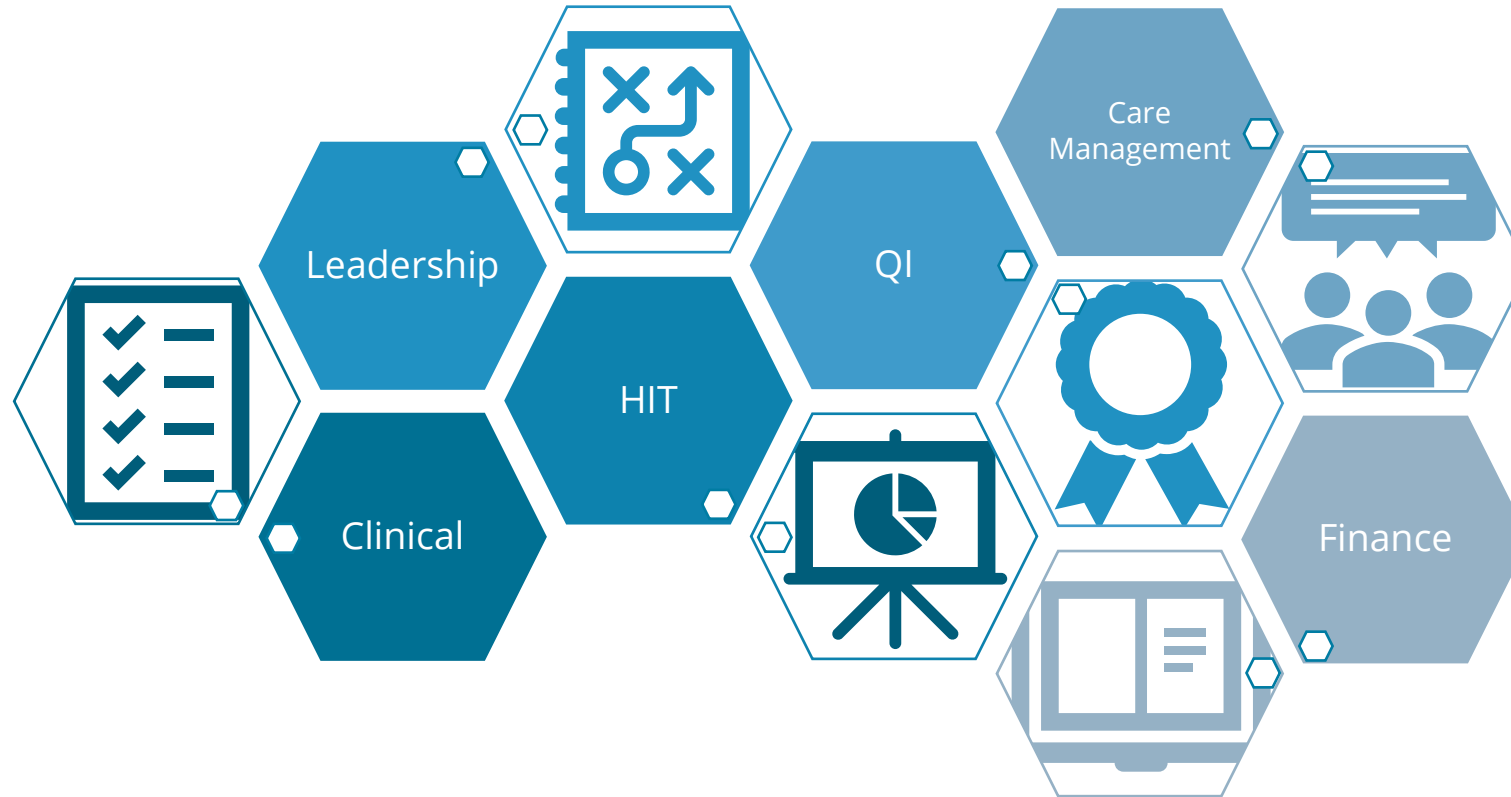 Care
Management
Leadership
QI
HIT
Clinical
Finance